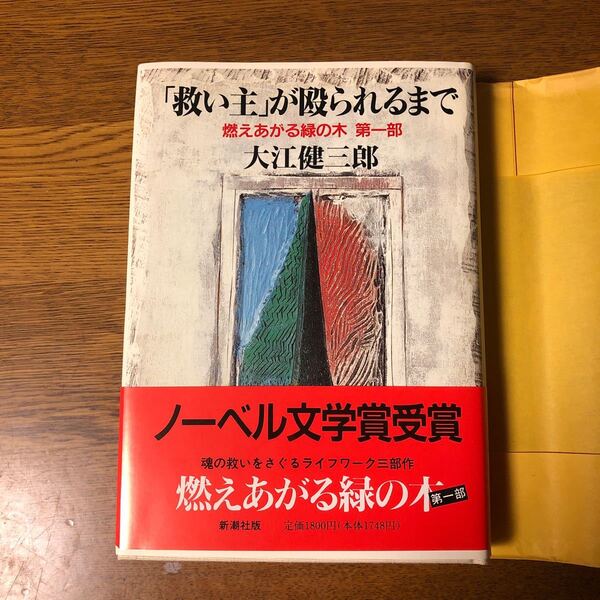 「救い主」が殴られるまで
燃えあがる緑の木 第一部
大江健三郎
ノーベル文学賞受賞
魂の救いをさぐるライフワーク三部作
燃えあがる緑の木 第一部
新潮社版 定価1800円(本体1748円)